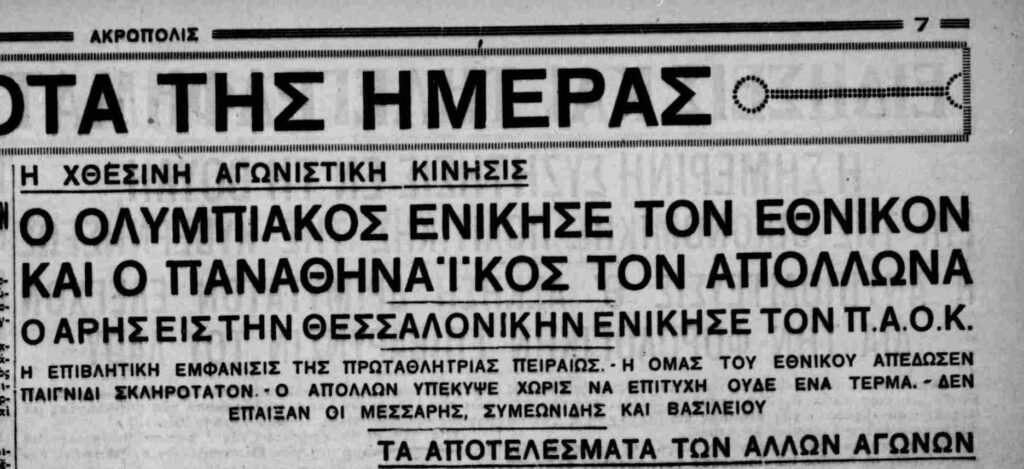 ΑΚΡΟΠΟΛΙΣ 7
ΤΗΣ ΗΜΕΡΑΣ
Η ΧΘΕΣΙΝΗ ΑΓΩΝΙΣΤΙΚΗ ΚΙΝΗΣΙΣ
Ο ΟΛΥΜΠΙΑΚΟΣ ΕΝΙΚΗΣΕ ΤΟΝ ΕΘΝΙΚΟΝ
ΚΑΙ Ο ΠΑΝΑΘΗΝΑΪΚΟΣ ΤΟΝ ΑΠΟΛΛΩΝΑ
Ο ΑΡΗΣ ΕΙΣ ΤΗΝ ΘΕΣΣΑΛΟΝΙΚΗΝ ΕΝΙΚΗΣΕ ΤΟΝ Π.Α.Ο.Κ.
Η ΕΠΙΒΛΗΤΙΚΗ ΕΜΦΑΝΙΣΙΣ ΤΗΣ ΠΡΩΤΑΘΛΗΤΡΙΑΣ ΠΕΙΡΑΙΩΣ.- Η ΟΜΑΣ ΤΟΥ ΕΘΝΙΚΟΥ ΑΠΕΔΩΣΕΝ
ΠΑΙΓΝΙΔΙ ΣΚΛΗΡΟΤΑΤΟΝ.- Ο ΑΠΟΛΛΩΝ ΥΠΕΚΥΨΕ ΧΩΡΙΣ ΝΑ ΕΠΙΤΥΧΗ ΟΥΔΕ ΕΝΑ ΤΕΡΜΑ.- ΔΕΝ
ΕΠΑΙΞΑΝ ΟΙ ΜΕΣΣΑΡΗΣ, ΣΥΜΕΩΝΙΔΗΣ ΚΑΙ ΒΑΣΙΛΕΙΟΥ
ΤΑ ΑΠΟΤΕΛΕΣΜΑΤΑ ΤΩΝ ΑΛΛΩΝ ΑΓΩΝΩΝ